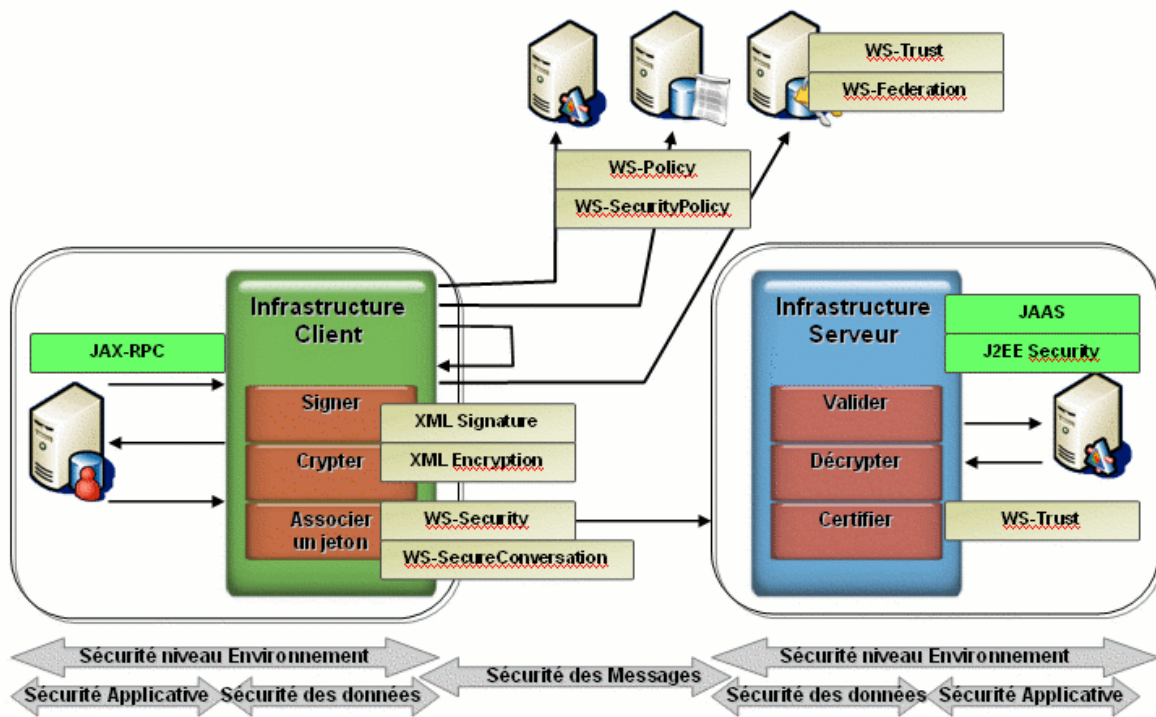 WS-Trust
WS-Federation
WS-Policy
WS-SecurityPolicy
Infrastructure
Client
JAX-RPC
Signer
XML Signature
Crypter
XML Encryption
Associer
un jeton
WS-Security
WS-SecureConversation
Infrastructure
Serveur
JAAS
J2EE Security
Valider
Décrypter
Certifier
WS-Trust
Sécurité niveau Environnement
Sécurité des Messages
Sécurité niveau Environnement
Sécurité Applicative
Sécurité des données
Sécurité des données
Sécurité Applicative